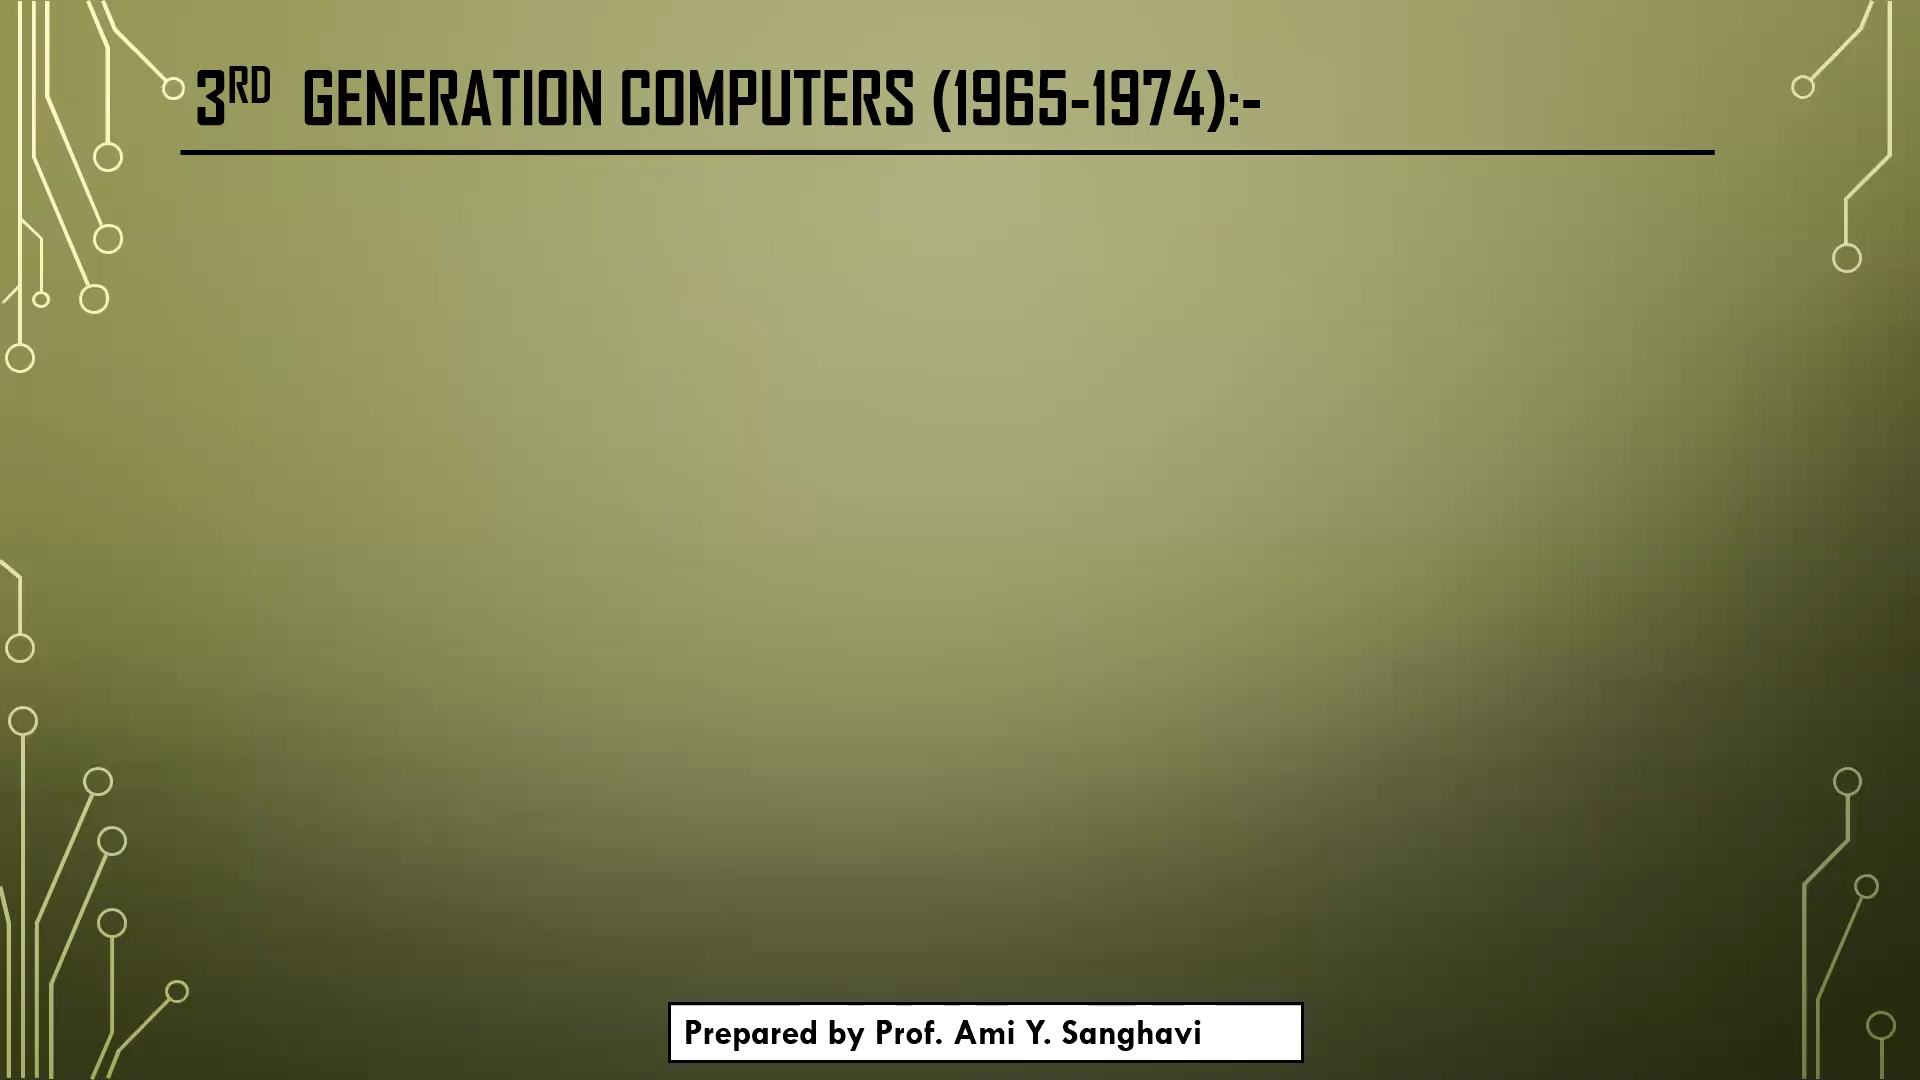 3RD GENERATION COMPUTERS (1965-1974):-
Prepared by Prof. Ami Y. Sanghavi